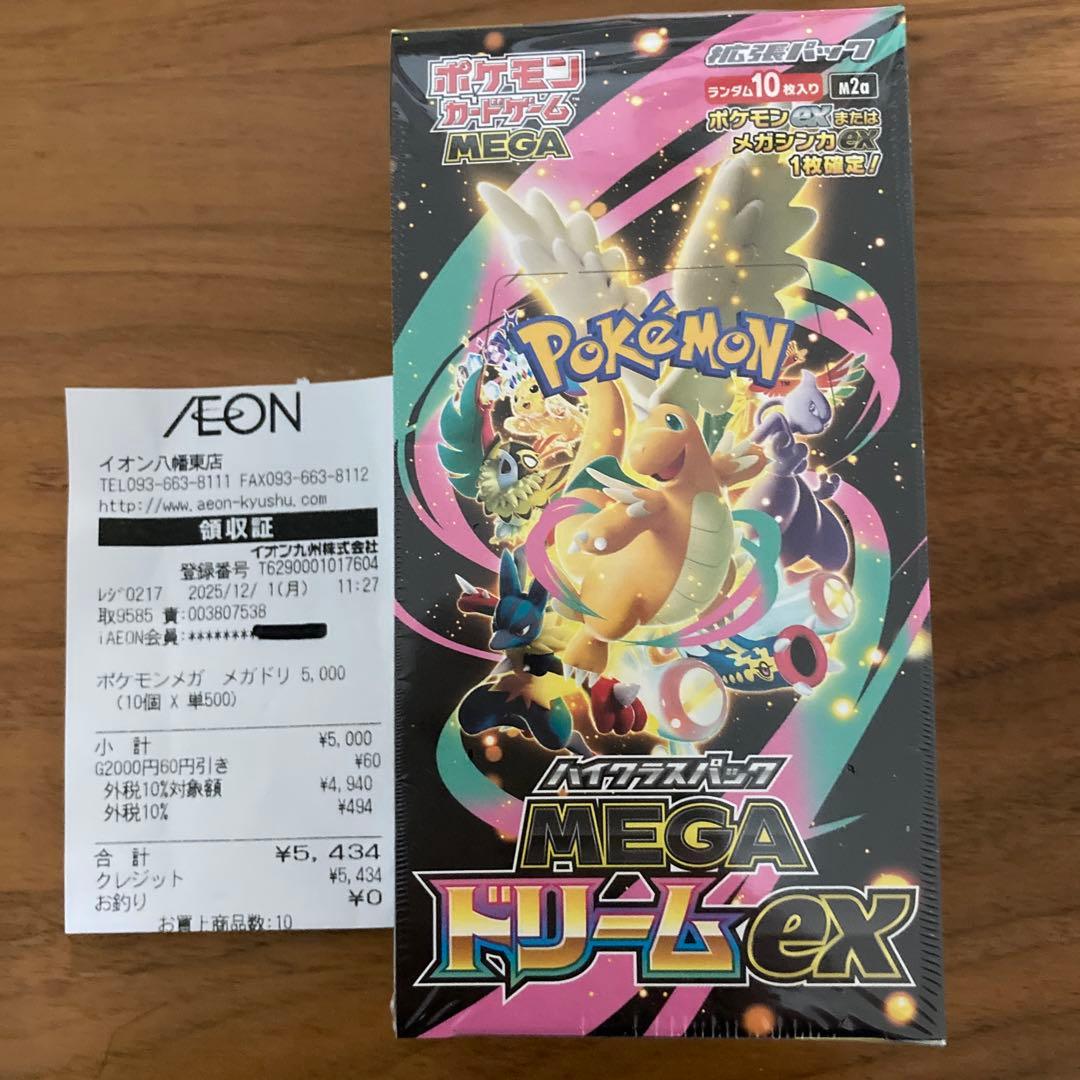 ÆON
イオン八幡東店
TEL093-663-8111 FAX093-663-8112
http://www.aeon-kyushu.com
領収証
イオン九州株式会社
登録番号 T6290001017604
ﾚｼﾞ0217 2025/12/ 1(月) 11:27
取9585 責:003807538
iAEON会員:********
ポケモンメガ メガドリ 5,000
(10個 X 単500)
小 計 ¥5,000
G2000円60円引き ¥60
外税10%対象額 ¥4,940
外税10% ¥494
合 計 ¥5,434
クレジット ¥5,434
お釣り ¥0
お買上商品数:10
ポケモン
カードゲーム
MEGA
拡張パック
ランダム10枚入り M2a
ポケモンexまたは
メガシンカex
1枚確定!
POKéMON
TM
ハイクラスパック
MEGA
ドリームex